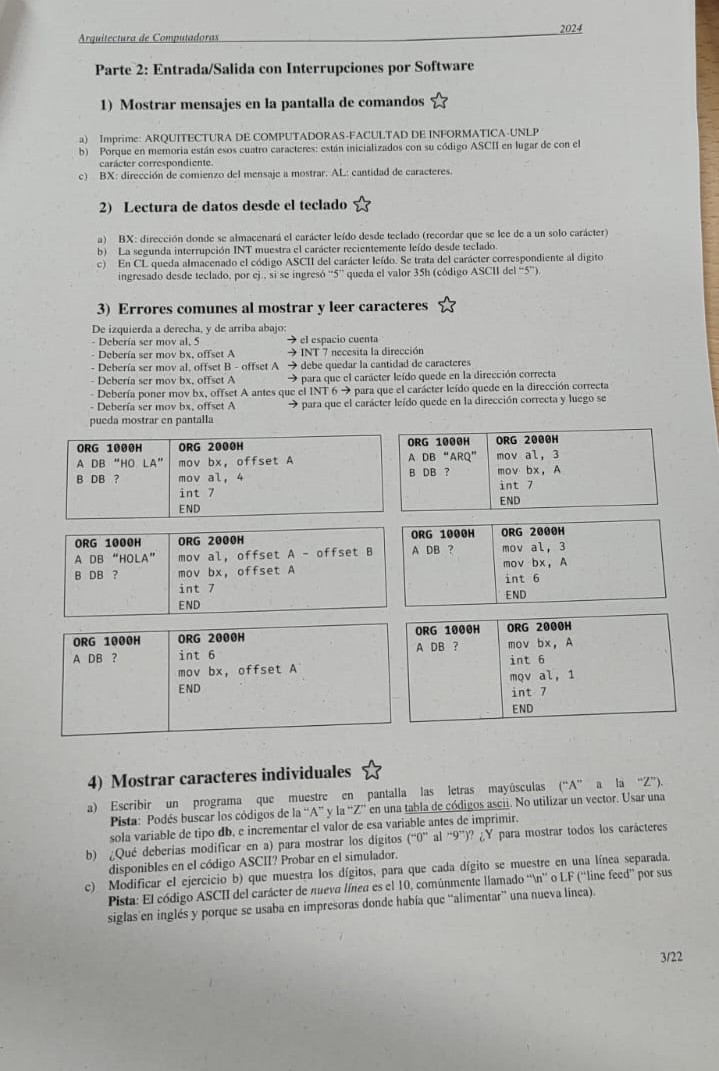 Arquitectura de Computadoras 2024
Parte 2: Entrada/Salida con Interrupciones por Software
1) Mostrar mensajes en la pantalla de comandos ☆
a) Imprime: ARQUITECTURA DE COMPUTADORAS-FACULTAD DE INFORMATICA-UNLP
b) Porque en memoria están esos cuatro caracteres: están inicializados con su código ASCII en lugar de con el
carácter correspondiente.
c) BX: dirección de comienzo del mensaje a mostrar. AL: cantidad de caracteres.
2) Lectura de datos desde el teclado ☆
a) BX: dirección donde se almacenará el carácter leído desde teclado (recordar que se lee de a un solo carácter)
b) La segunda interrupción INT muestra el carácter recientemente leído desde teclado.
c) En CL queda almacenado el código ASCII del carácter leído. Se trata del carácter correspondiente al digito
ingresado desde teclado, por ej., si se ingresó “5” queda el valor 35h (código ASCII del “5”).
3) Errores comunes al mostrar y leer caracteres ☆
De izquierda a derecha, y de arriba abajo:
- Debería ser mov al, 5 → el espacio cuenta
- Debería ser mov bx, offset A → INT 7 necesita la dirección
- Debería ser mov al, offset B - offset A → debe quedar la cantidad de caracteres
- Debería ser mov bx, offset A → para que el carácter leído quede en la dirección correcta
- Debería poner mov bx, offset A antes que el INT 6 → para que el carácter leído quede en la dirección correcta
- Debería ser mov bx, offset A → para que el carácter leído quede en la dirección correcta y luego se
pueda mostrar en pantalla
ORG 1000H ORG 2000H
A DB “HO LA” mov bx, offset A
B DB ? mov al, 4
int 7
END
ORG 1000H ORG 2000H
A DB “ARQ” mov al, 3
B DB ? mov bx, A
int 7
END
ORG 1000H ORG 2000H
A DB “HOLA” mov al, offset A - offset B
B DB ? mov bx, offset A
int 7
END
ORG 1000H ORG 2000H
A DB ? mov al, 3
mov bx, A
int 6
END
ORG 1000H ORG 2000H
A DB ? int 6
mov bx, offset A
END
ORG 1000H ORG 2000H
A DB ? mov bx, A
int 6
mov al, 1
int 7
END
4) Mostrar caracteres individuales ☆
a) Escribir un programa que muestre en pantalla las letras mayúsculas (“A” a la “Z”).
Pista: Podés buscar los códigos de la “A” y la “Z” en una tabla de códigos ascii. No utilizar un vector. Usar una
sola variable de tipo db, e incrementar el valor de esa variable antes de imprimir.
b) ¿Qué deberías modificar en a) para mostrar los dígitos (“0” al “9”)? ¿Y para mostrar todos los carácteres
disponibles en el código ASCII? Probar en el simulador.
c) Modificar el ejercicio b) que muestra los dígitos, para que cada dígito se muestre en una línea separada.
Pista: El código ASCII del carácter de nueva línea es el 10, comúnmente llamado “\n” o LF (“line feed” por sus
siglas en inglés y porque se usaba en impresoras donde había que “alimentar” una nueva línea).
3/22